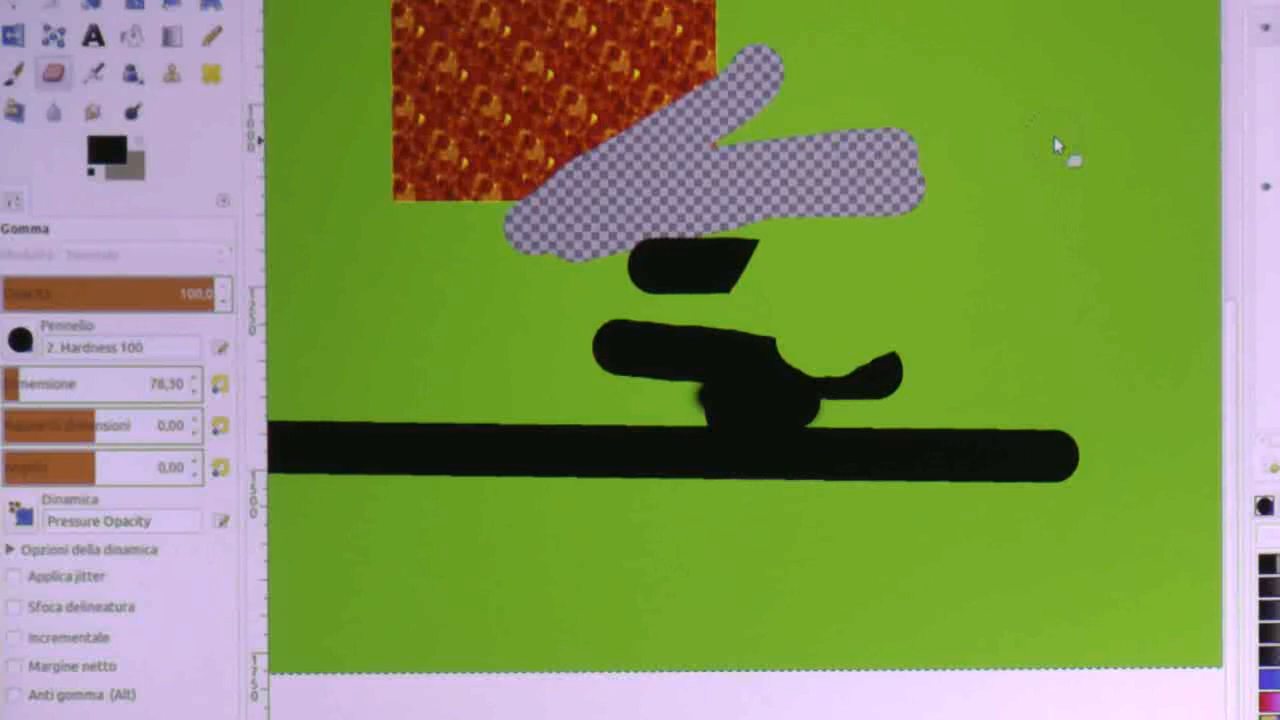 Gomma
100,0
Pennello
2. Hardness 100
mensione 78,30
0,00
0,00
Dinamica
Pressure Opacity
Opzioni della dinamica
Applica jitter
Sfoca delineatura
Incrementale
Margine netto
Anti gomma (Alt)